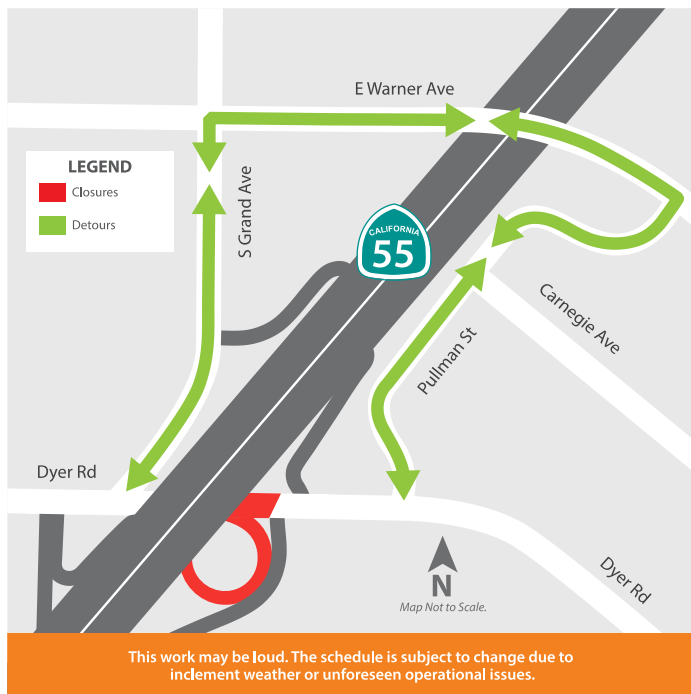 E Warner Ave
LEGEND
Closures
Detours
S Grand Ave
CALIFORNIA
55
Carnegie Ave
Pullman St
Dyer Rd
Dyer Rd
N
Map Not to Scale.
This work may be loud. The schedule is subject to change due to
inclement weather or unforeseen operational issues.